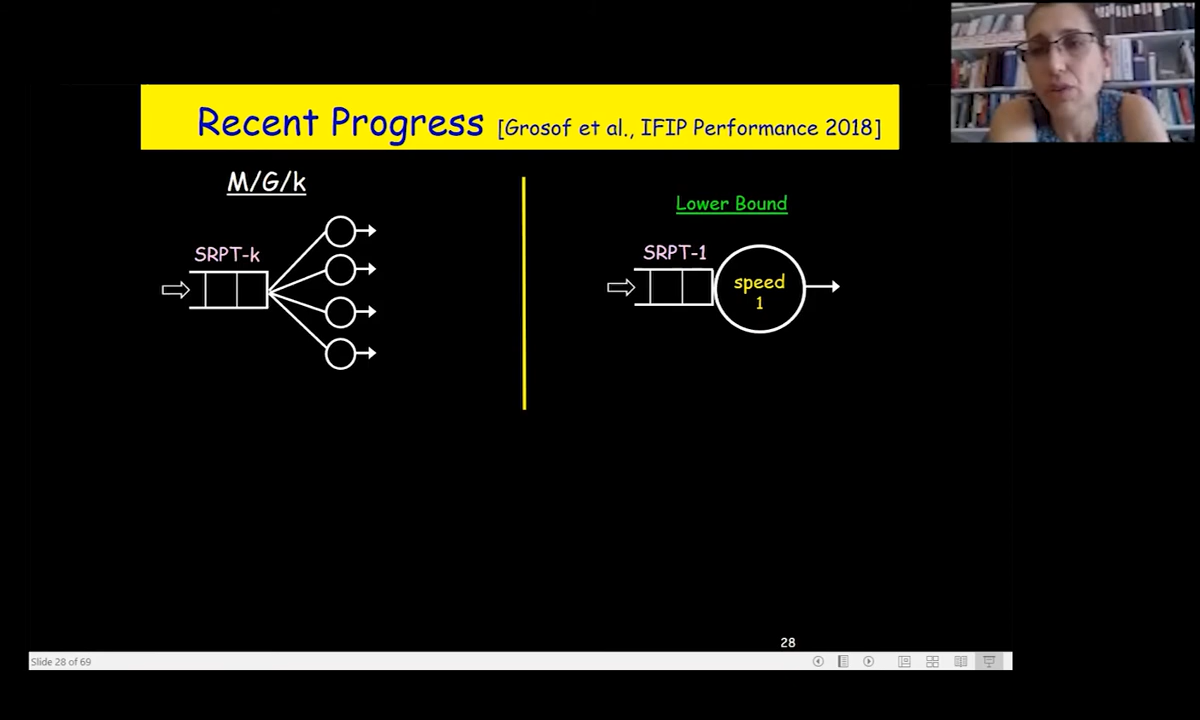 Recent Progress [Grosof et al., IFIP Performance 2018]
M/G/k
SRPT-k
Lower Bound
SRPT-1
speed
1
28
Slide 28 of 69